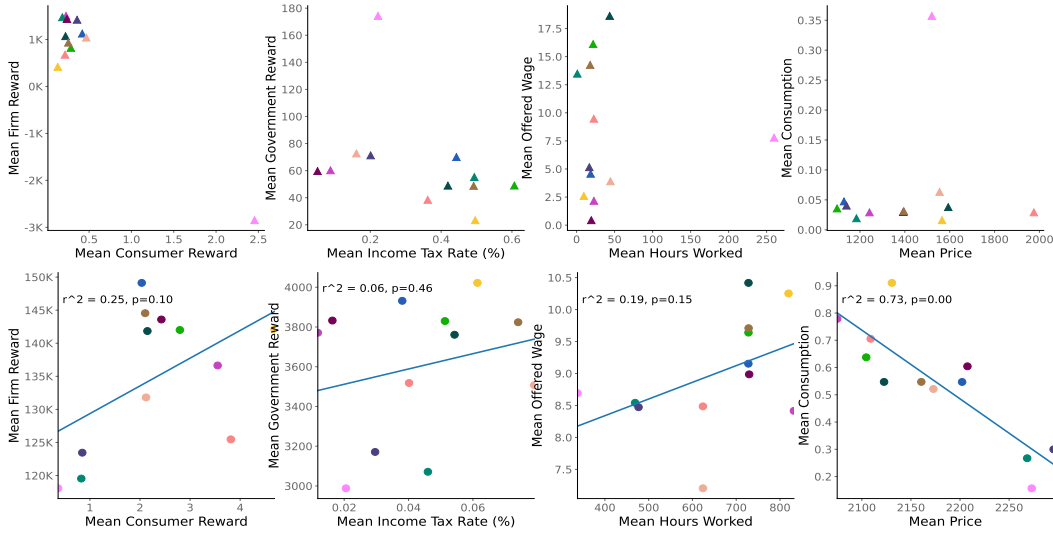 1K
0K
-1K
-2K
-3K
Mean Firm Reward
0.5 1.0 1.5 2.0 2.5
Mean Consumer Reward
180
160
140
120
100
80
60
40
20
Mean Government Reward
0.2 0.4 0.6
Mean Income Tax Rate (%)
17.5
15.0
12.5
10.0
7.5
5.0
2.5
0.0
Mean Offered Wage
0 50 100 150 200 250
Mean Hours Worked
0.35
0.30
0.25
0.20
0.15
0.10
0.05
0.00
Mean Consumption
1200 1400 1600 1800 2000
Mean Price
150K
145K
140K
135K
130K
125K
120K
Mean Firm Reward
r^2 = 0.25, p=0.10
1 2 3 4
Mean Consumer Reward
4000
3800
3600
3400
3200
3000
Mean Government Reward
r^2 = 0.06, p=0.46
0.02 0.04 0.06
Mean Income Tax Rate (%)
10.5
10.0
9.5
9.0
8.5
8.0
7.5
Mean Offered Wage
r^2 = 0.19, p=0.15
400 500 600 700 800
Mean Hours Worked
0.9
0.8
0.7
0.6
0.5
0.4
0.3
0.2
Mean Consumption
r^2 = 0.73, p=0.00
2100 2150 2200 2250
Mean Price